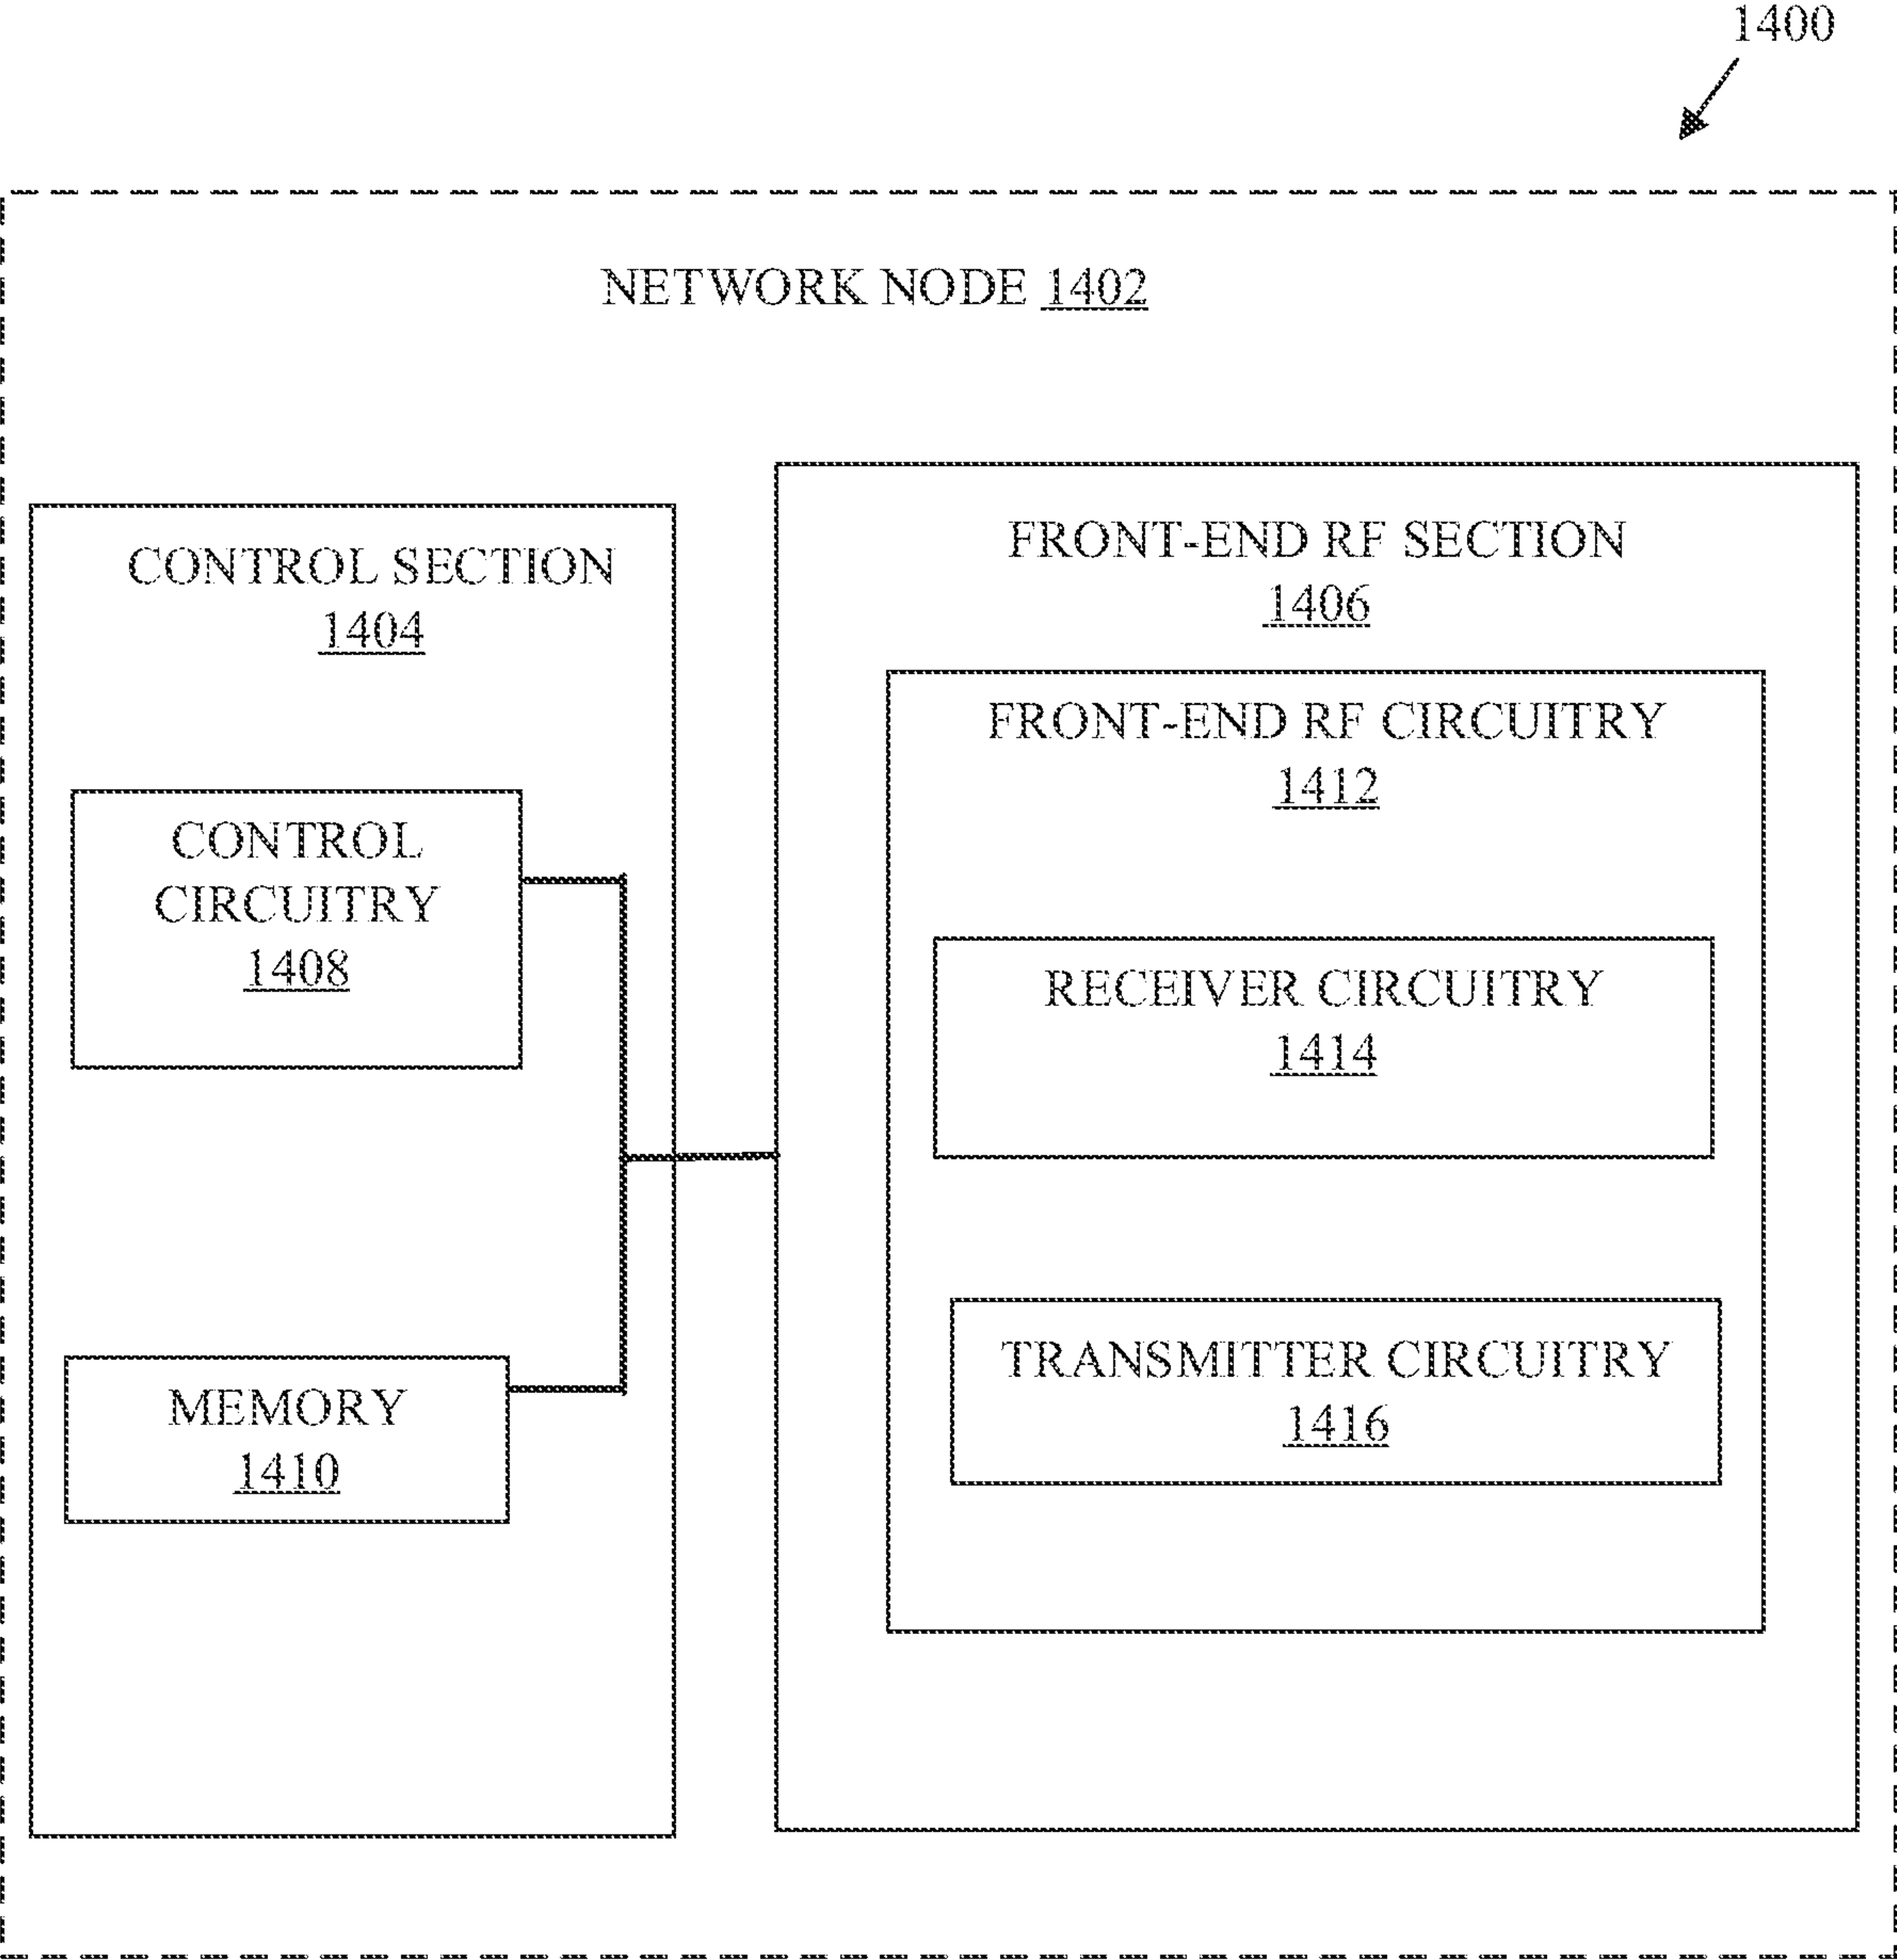 1400
NETWORK NODE 1402
CONTROL SECTION
1404
CONTROL
CIRCUITRY
1408
MEMORY
1410
FRONT-END RF SECTION
1406
FRONT-END RF CIRCUITRY
1412
RECEIVER CIRCUITRY
1414
TRANSMITTER CIRCUITRY
1416